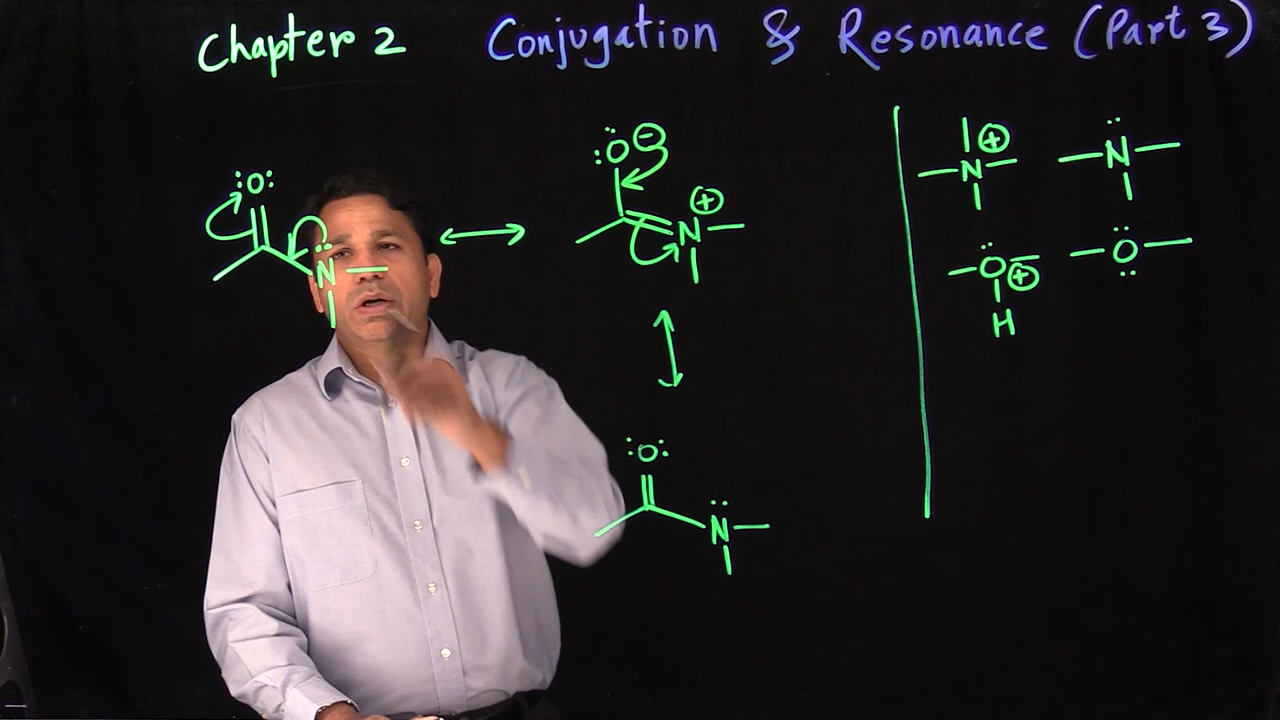 Chapter 2 Conjugation & Resonance (Part 3)
:O: N
:O: ⊖ N ⊕
:O: N
N ⊕ N
O ⊕ O
H